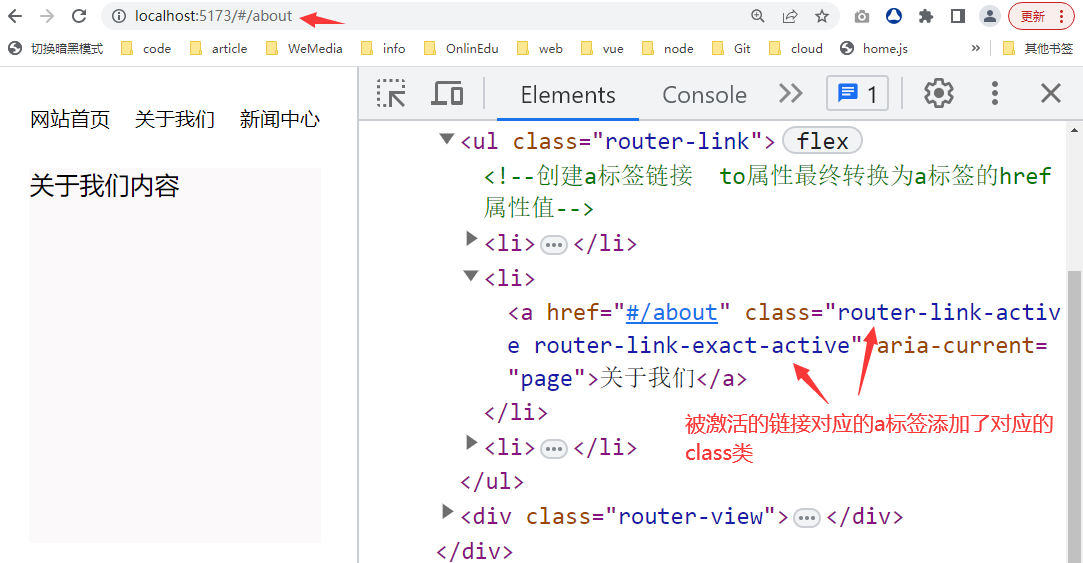 localhost:5173/#/about
更新
切换暗黑模式 code article WeMedia info OnlinEdu web vue node Git cloud home.js » 其他书签
网站首页 关于我们 新闻中心
关于我们内容
Elements Console 1
<ul class="router-link"> flex
<!--创建a标签链接 to属性最终转换为a标签的href
属性值-->
<li>…</li>
<li>
<a href="#/about" class="router-link-activ
e router-link-exact-active" aria-current=
"page">关于我们</a>
</li>
被激活的链接对应的a标签添加了对应的
class类
<li>…</li>
</ul>
<div class="router-view">…</div>
</div>